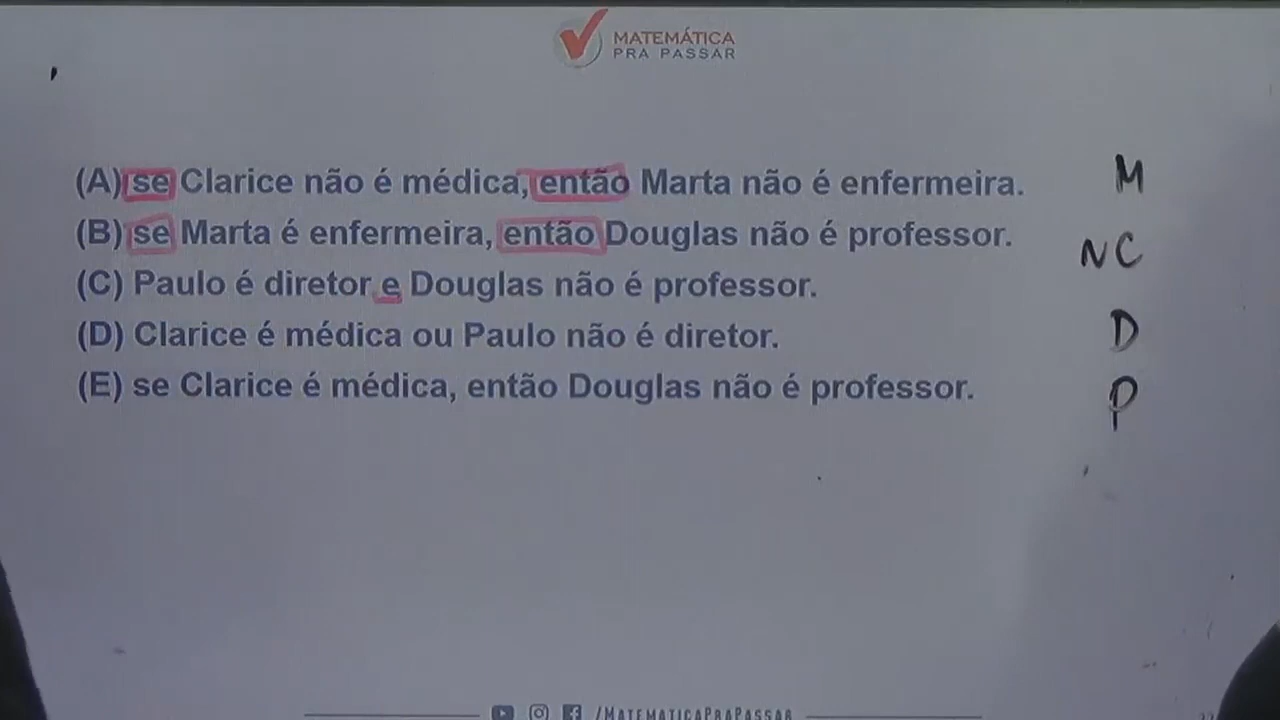 MATEMÁTICA
PRA PASSAR
(A) se Clarice não é médica, então Marta não é enfermeira.
M
(B) se Marta é enfermeira, então Douglas não é professor.
NC
(C) Paulo é diretor e Douglas não é professor.
(D) Clarice é médica ou Paulo não é diretor.
D
(E) se Clarice é médica, então Douglas não é professor.
P
/MATEMATICAPRAPASSAR